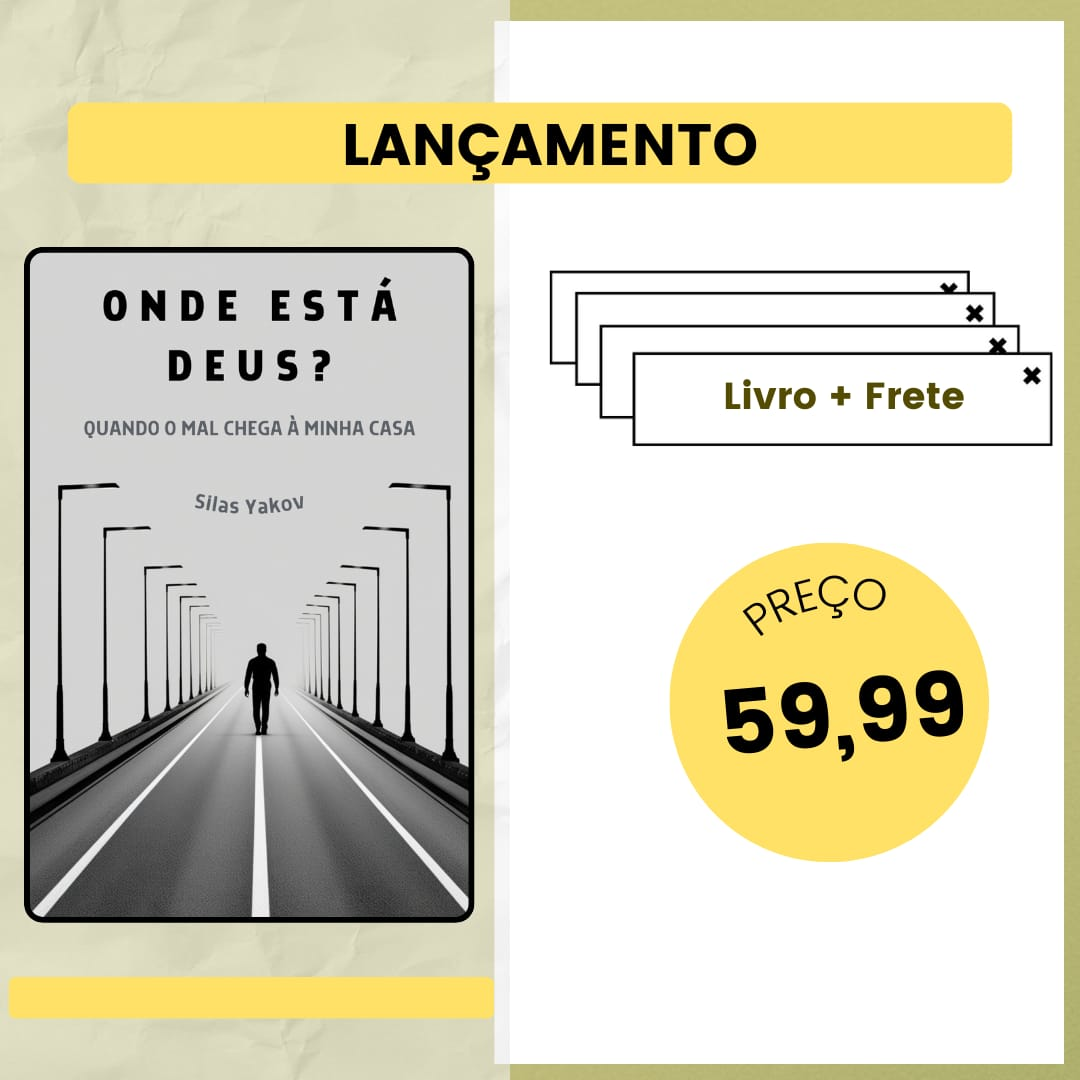 LANÇAMENTO
ONDE ESTÁ
DEUS?
QUANDO O MAL CHEGA À MINHA CASA
Silas Yakov
Livro + Frete
PREÇO
59,99